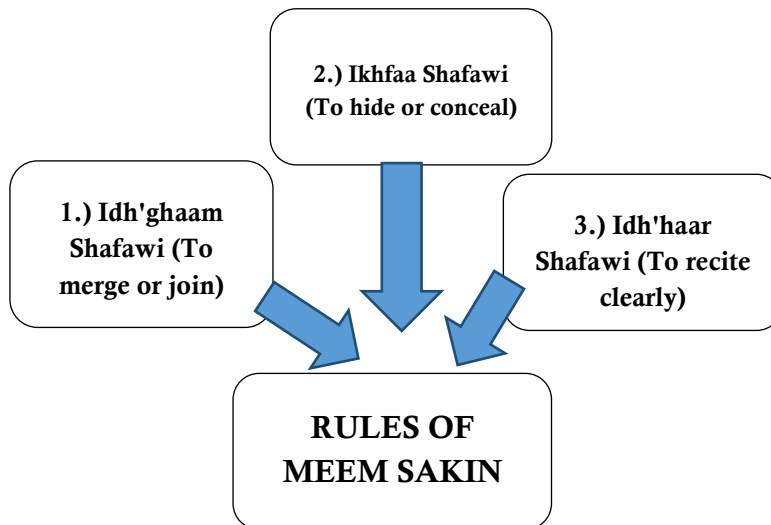 2.) Ikhfaa Shafawi
(To hide or conceal)
1.) Idh'ghaam
Shafawi (To
merge or join)
3.) Idh'haar
Shafawi (To recite
clearly)
RULES OF
MEEM SAKIN